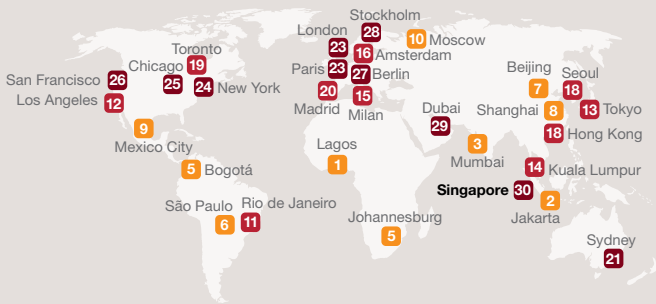 Stockholm
28
London
23
10 Moscow
Toronto
19
16 Amsterdam
Chicago
25
Paris 23
27 Berlin
San Francisco 26
24 New York
Los Angeles 12
20
Madrid
15
Milan
Beijing
7
Seoul
18
Dubai
29
Shanghai 8
13 Tokyo
9
Mexico City
18 Hong Kong
3
Mumbai
Lagos
1
5 Bogotá
14 Kuala Lumpur
Singapore 30
2
Jakarta
São Paulo
6
Rio de Janeiro
11
Johannesburg
5
Sydney
21